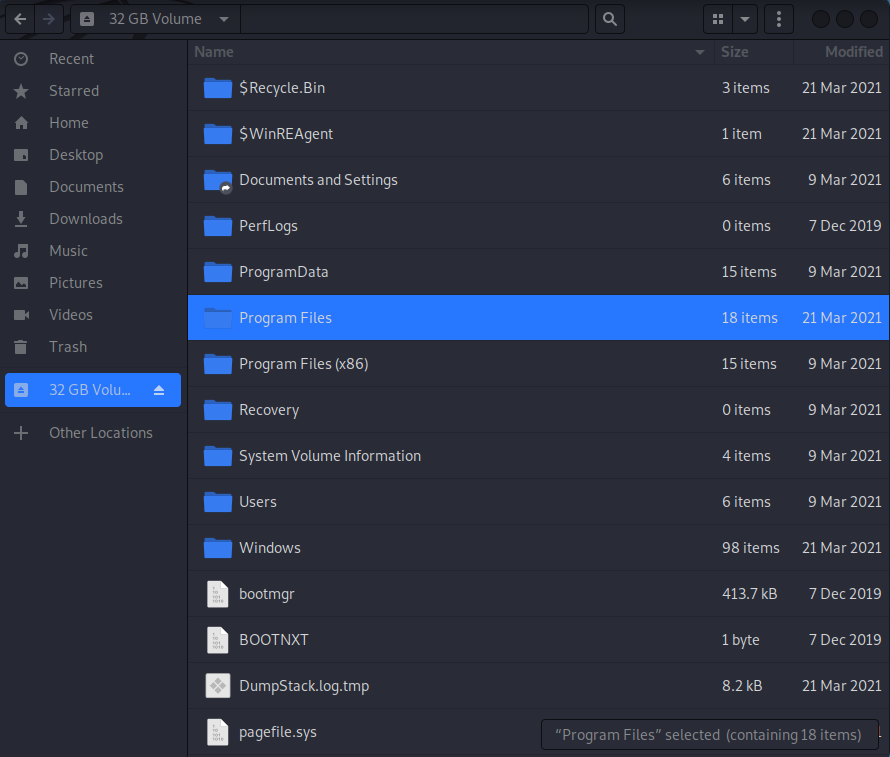 32 GB Volume
Name Size Modified
Recent
Starred
Home
Desktop
Documents
Downloads
Music
Pictures
Videos
Trash
32 GB Volu...
Other Locations
$Recycle.Bin 3 items 21 Mar 2021
$WinREAgent 1 item 21 Mar 2021
Documents and Settings 6 items 9 Mar 2021
PerfLogs 0 items 7 Dec 2019
ProgramData 15 items 9 Mar 2021
Program Files 18 items 21 Mar 2021
Program Files (x86) 15 items 9 Mar 2021
Recovery 0 items 9 Mar 2021
System Volume Information 4 items 9 Mar 2021
Users 6 items 9 Mar 2021
Windows 98 items 21 Mar 2021
bootmgr 413.7 kB 7 Dec 2019
BOOTNXT 1 byte 7 Dec 2019
DumpStack.log.tmp 8.2 kB 21 Mar 2021
pagefile.sys
“Program Files” selected (containing 18 items)